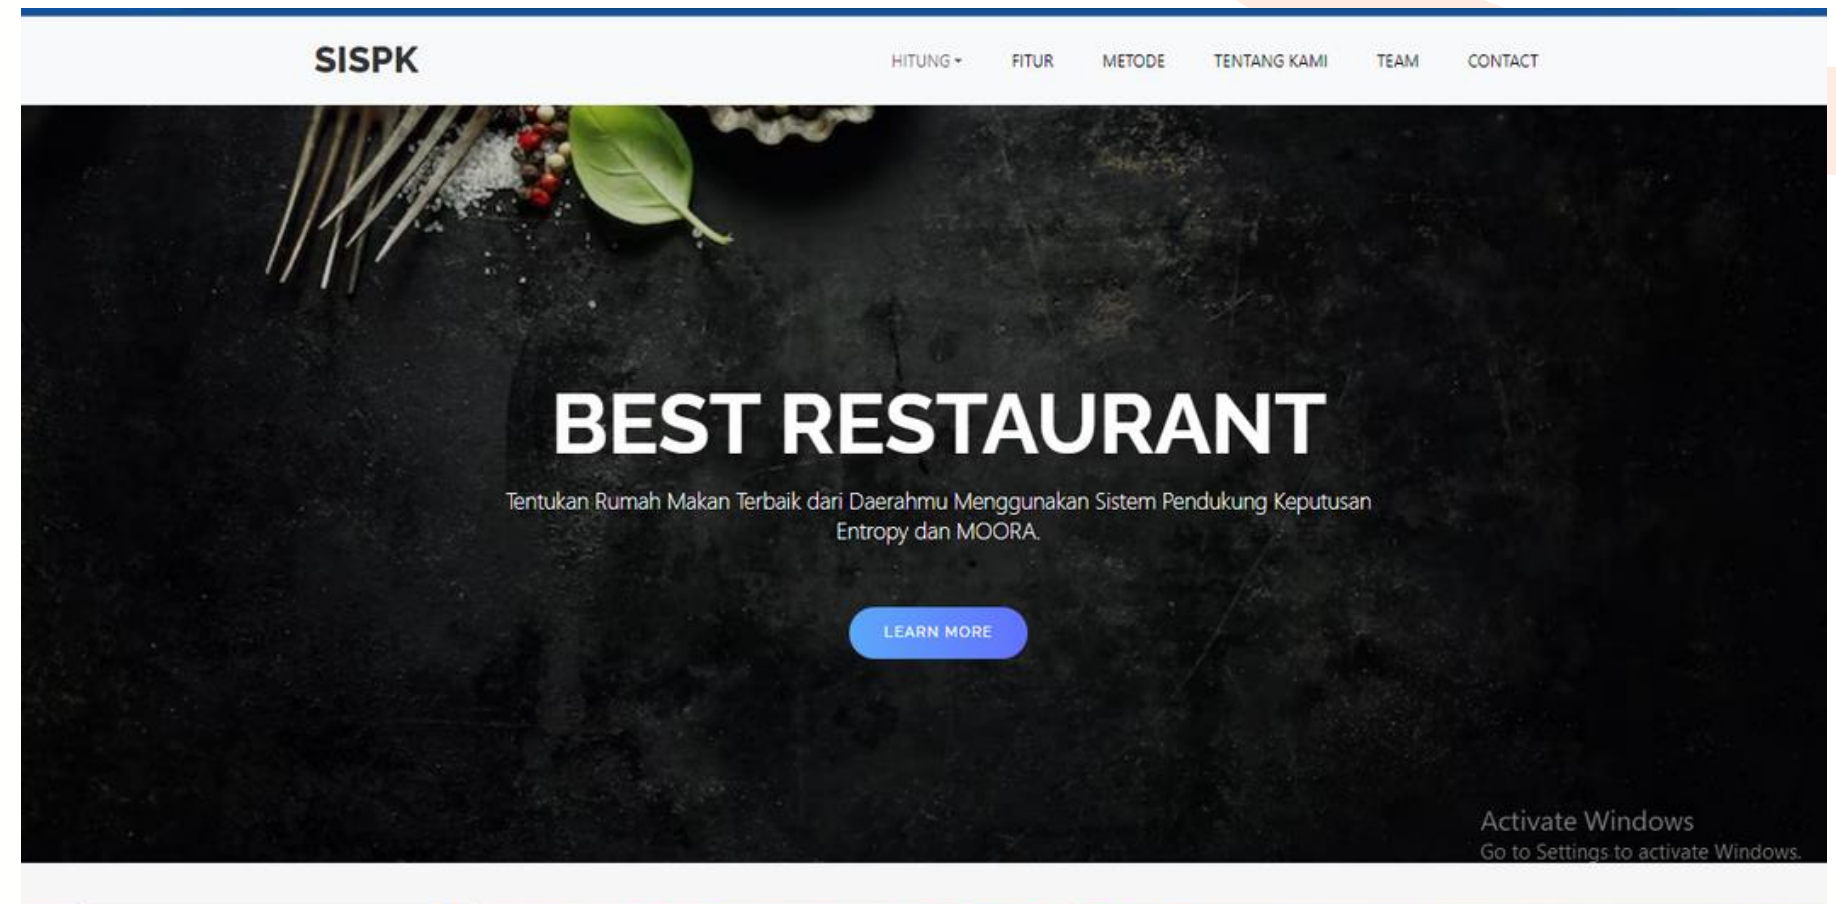 SISPK
HITUNG
FITUR
METODE
TENTANG KAMI
TEAM
CONTACT
BEST RESTAURANT
Tentukan Rumah Makan Terbaik dari Daerahmu Menggunakan Sistem Pendukung Keputusan
Entropy dan MOORA.
LEARN MORE
Activate Windows
Go to Settings to activate Windows.